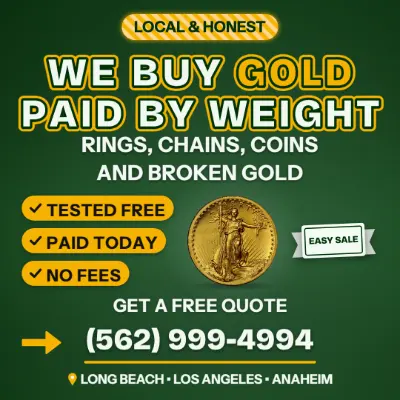 LOCAL & HONEST
WE BUY GOLD
PAID BY WEIGHT
RINGS, CHAINS, COINS
AND BROKEN GOLD
✓ TESTED FREE
✓ PAID TODAY
✓ NO FEES
EASY SALE
GET A FREE QUOTE
(562) 999-4994
LONG BEACH • LOS ANGELES • ANAHEIM